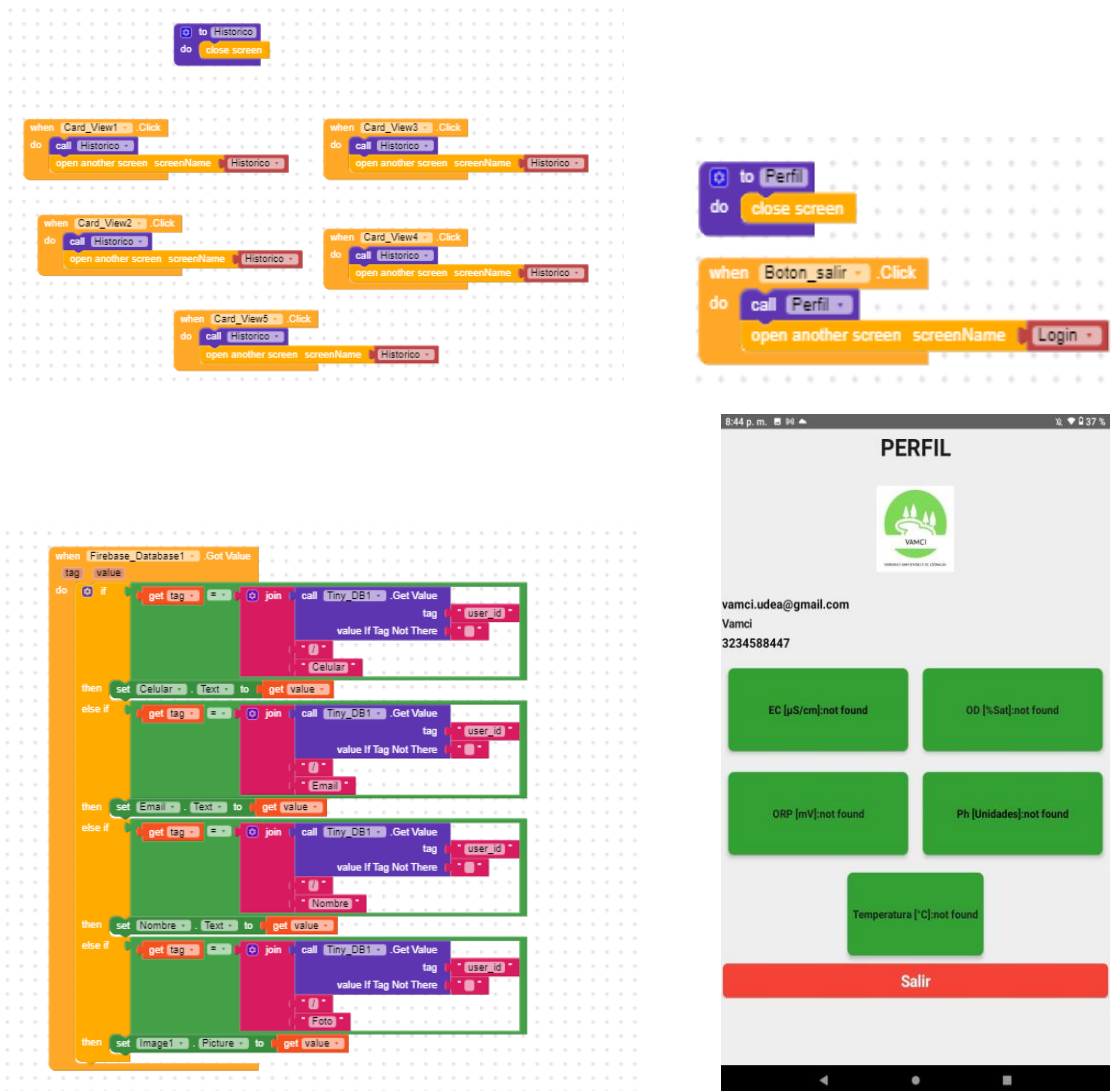 to Historico
do close screen
when Card_View1 .Click
do call Historico
open another screen screenName Historico
when Card_View3 .Click
do call Historico
open another screen screenName Historico
when Card_View2 .Click
do call Historico
open another screen screenName Historico
when Card_View4 .Click
do call Historico
open another screen screenName Historico
when Card_View5 .Click
do call Historico
open another screen screenName Historico
to Perfil
do close screen
when Boton_salir .Click
do call Perfil
open another screen screenName Login
when Firebase_Database1 .Got Value
tag value
do if get tag = join call Tiny_DB1 .Get Value
tag " user_id "
value If Tag Not There " "
" / "
" Celular "
then set Celular . Text to get value
else if get tag = join call Tiny_DB1 .Get Value
tag " user_id "
value If Tag Not There " "
" / "
" Email "
then set Email . Text to get value
else if get tag = join call Tiny_DB1 .Get Value
tag " user_id "
value If Tag Not There " "
" / "
" Nombre "
then set Nombre . Text to get value
else if get tag = join call Tiny_DB1 .Get Value
tag " user_id "
value If Tag Not There " "
" / "
" Foto "
then set Image1 . Picture to get value
8:44 p. m. 37 %
PERFIL
VAMCI
vamci.udea@gmail.com
Vamci
3234588447
EC [µS/cm]:not found
OD [%Sat]:not found
ORP [mV]:not found
Ph [Unidades]:not found
Temperatura [°C]:not found
Salir